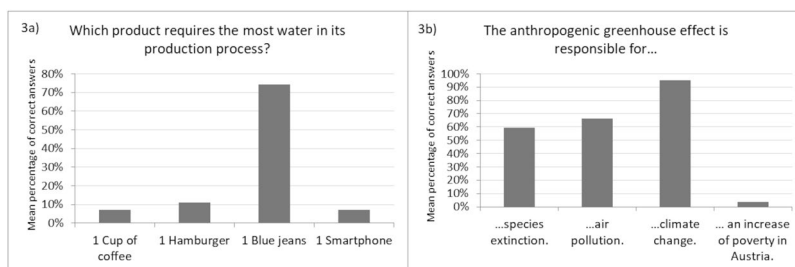 3a)
Which product requires the most water in its
production process?
Mean percentage of correct answers
80%
70%
60%
50%
40%
30%
20%
10%
0%
1 Cup of
coffee
1 Hamburger
1 Blue jeans
1 Smartphone
3b)
The anthropogenic greenhouse effect is
responsible for...
Mean percentage of correct answers
100%
90%
80%
70%
60%
50%
40%
30%
20%
10%
0%
...species
extinction.
...air
pollution.
...climate
change.
... an increase
of poverty in
Austria.